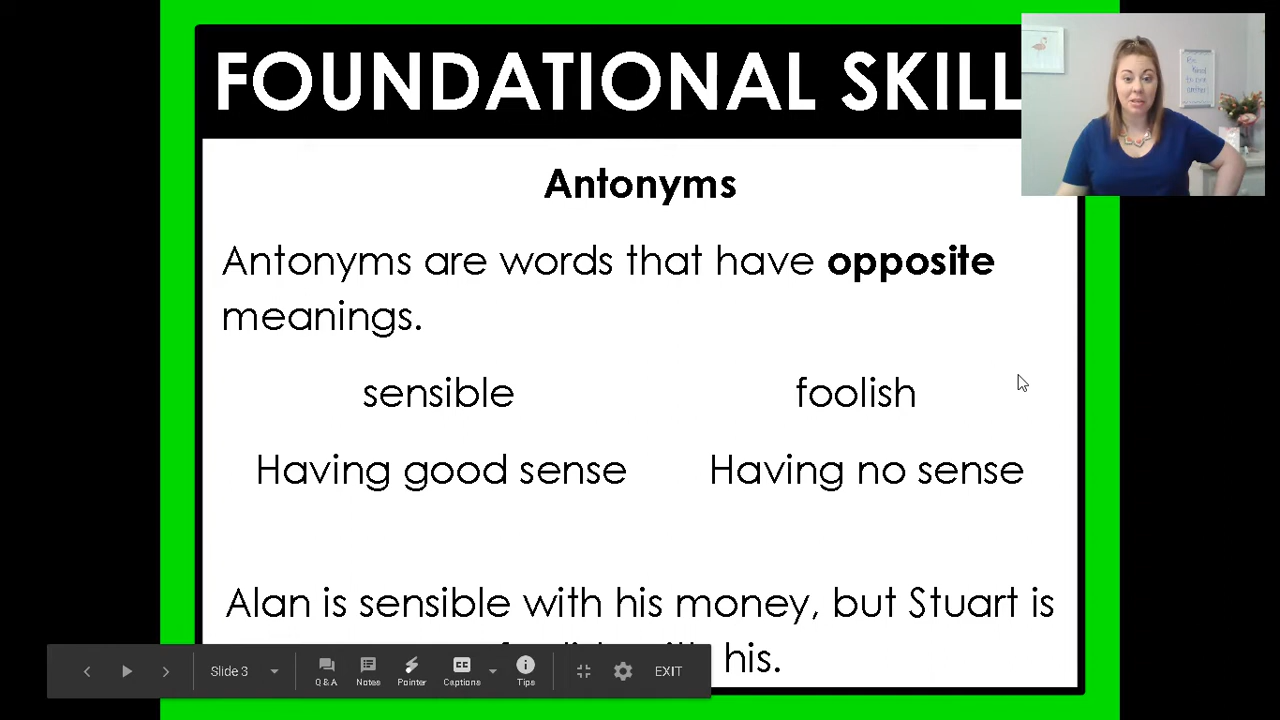 FOUNDATIONAL SKILL
Antonyms
Antonyms are words that have opposite
meanings.
sensible foolish
Having good sense Having no sense
Alan is sensible with his money, but Stuart is
his.
Slide 3 Q & A Notes Pointer Captions Tips EXIT